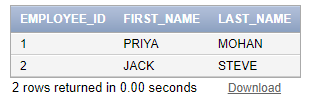 EMPLOYEE_ID FIRST_NAME LAST_NAME
1 PRIYA MOHAN
2 JACK STEVE
2 rows returned in 0.00 seconds Download